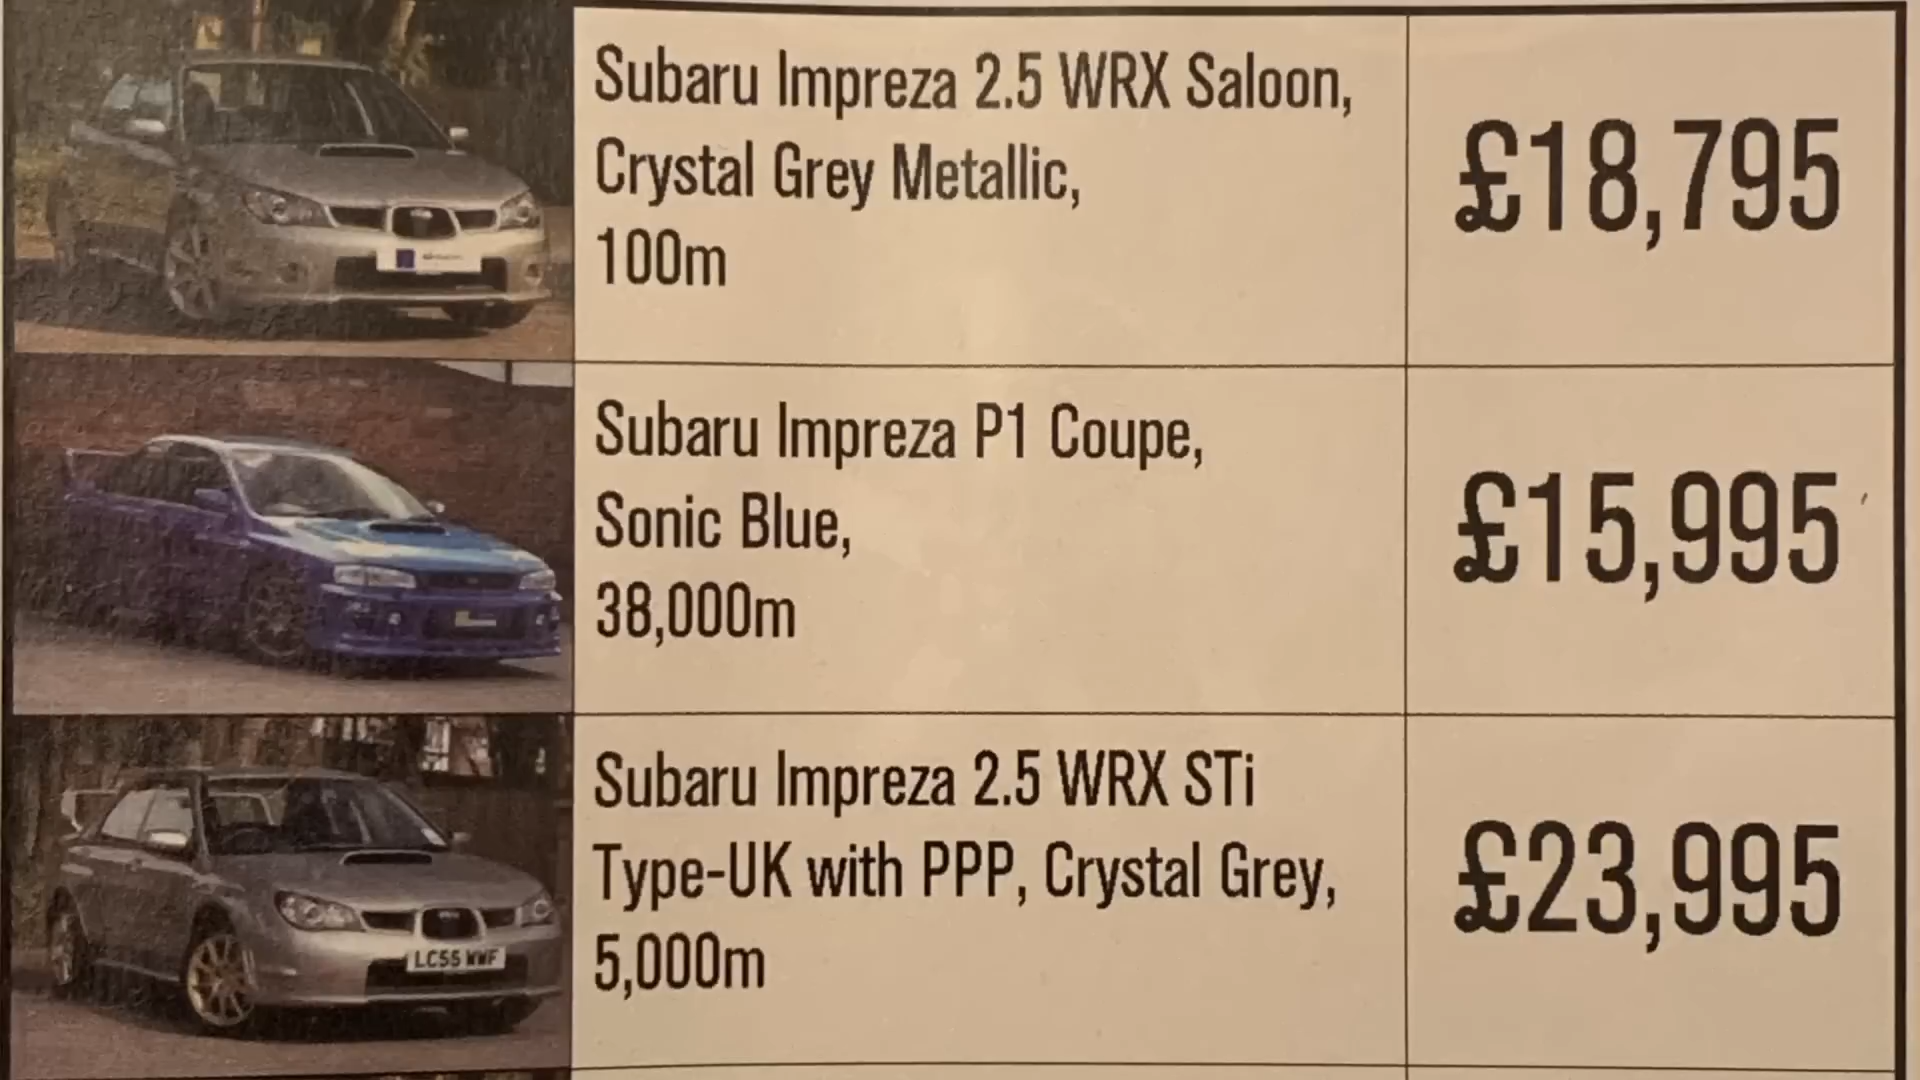 Subaru Impreza 2.5 WRX Saloon,
Crystal Grey Metallic,
100m
£18,795
Subaru Impreza P1 Coupe,
Sonic Blue,
38,000m
£15,995
Subaru Impreza 2.5 WRX STi
Type-UK with PPP, Crystal Grey,
5,000m
£23,995
LC55 WWF